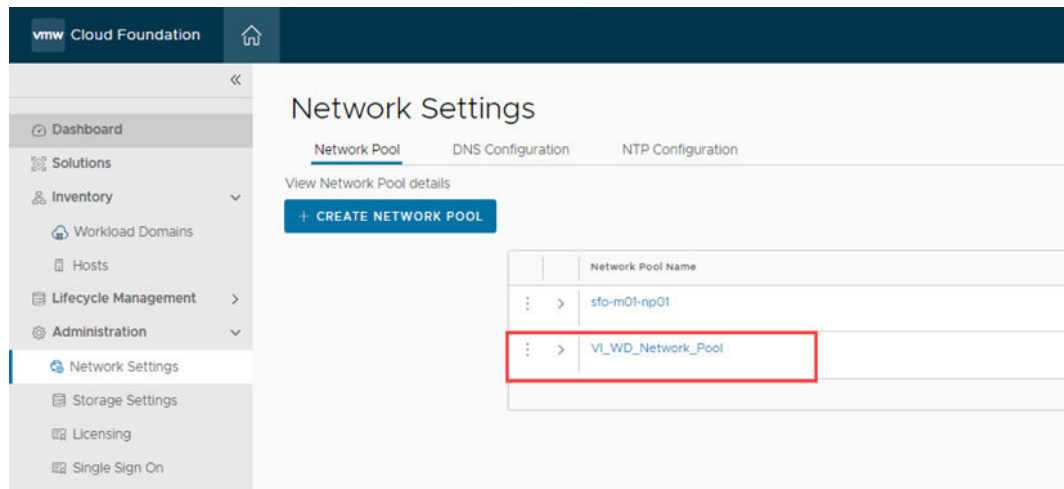 vmw Cloud Foundation
Dashboard
Solutions
Inventory
Workload Domains
Hosts
Lifecycle Management
Administration
Network Settings
Storage Settings
Licensing
Single Sign On
Network Settings
Network Pool DNS Configuration NTP Configuration
View Network Pool details
+ CREATE NETWORK POOL
Network Pool Name
sfo-m01-np01
VI_WD_Network_Pool